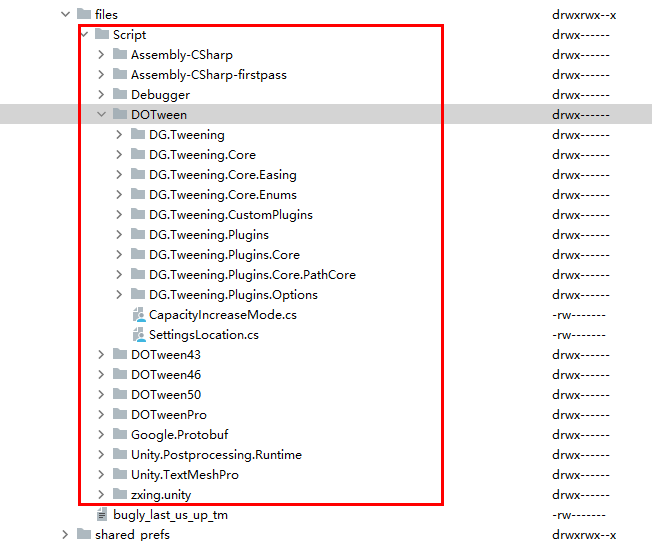 files drwxrwx--x
Script drwx------
Assembly-CSharp drwx------
Assembly-CSharp-firstpass drwx------
Debugger drwx------
DOTween drwx------
DG.Tweening drwx------
DG.Tweening.Core drwx------
DG.Tweening.Core.Easing drwx------
DG.Tweening.Core.Enums drwx------
DG.Tweening.CustomPlugins drwx------
DG.Tweening.Plugins drwx------
DG.Tweening.Plugins.Core drwx------
DG.Tweening.Plugins.Core.PathCore drwx------
DG.Tweening.Plugins.Options drwx------
CapacityIncreaseMode.cs -rw-------
SettingsLocation.cs -rw-------
DOTween43 drwx------
DOTween46 drwx------
DOTween50 drwx------
DOTweenPro drwx------
Google.Protobuf drwx------
Unity.Postprocessing.Runtime drwx------
Unity.TextMeshPro drwx------
zxing.unity drwx------
bugly_last_us_up_tm -rw-------
shared_prefs drwxrwx--x